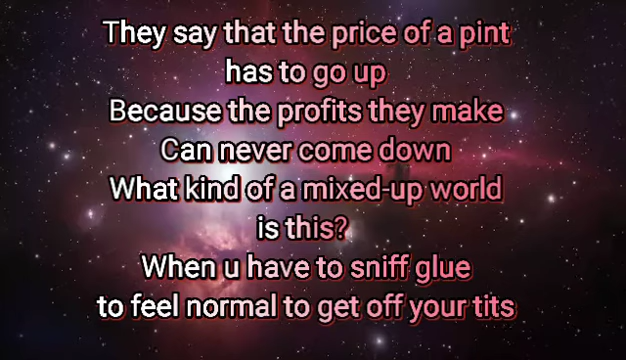 They say that the price of a pint
has to go up
Because the profits they make
Can never come down
What kind of a mixed-up world
is this?
When u have to sniff glue
to feel normal to get off your tits